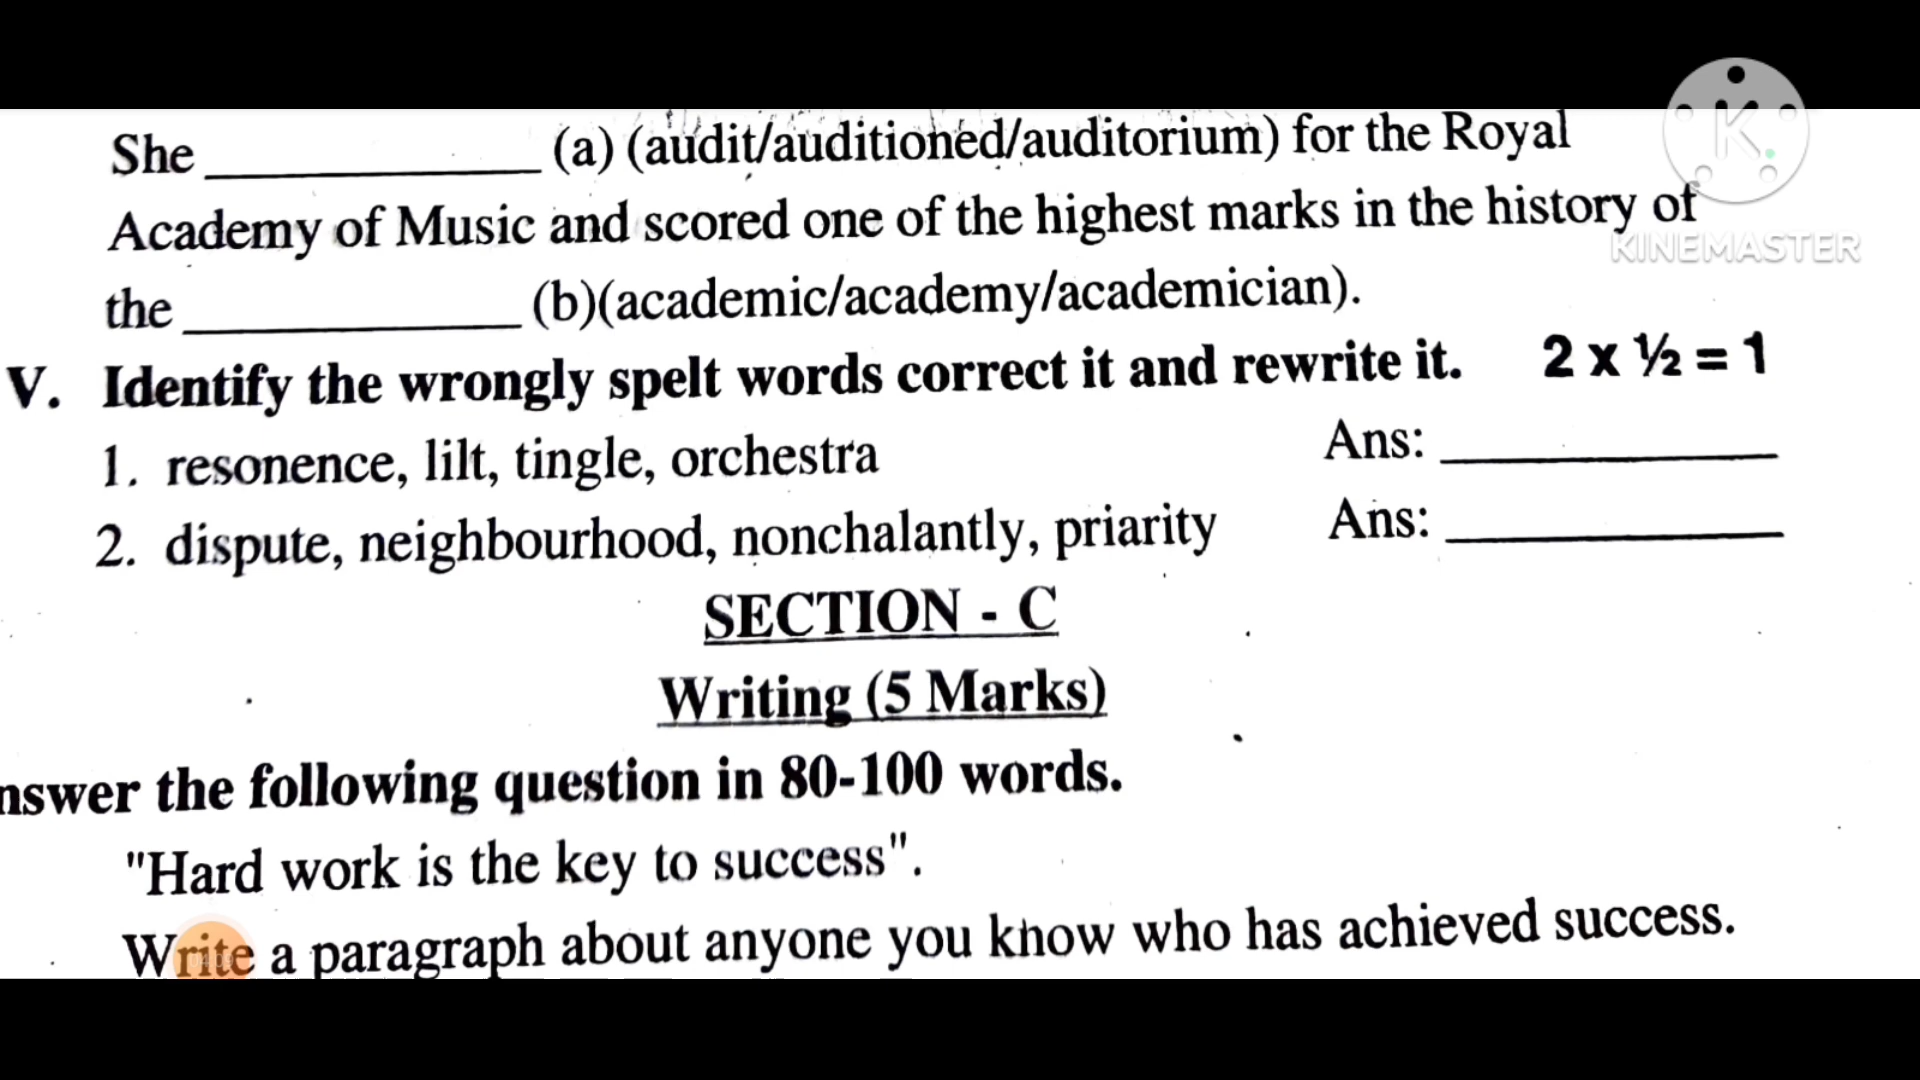 She ____________ (a) (audit/auditioned/auditorium) for the Royal
Academy of Music and scored one of the highest marks in the history of
the ____________ (b)(academic/academy/academician).
V. Identify the wrongly spelt words correct it and rewrite it. 2 x ½ = 1
1. resonence, lilt, tingle, orchestra Ans: ____________
2. dispute, neighbourhood, nonchalantly, priarity Ans: ____________
SECTION - C
Writing (5 Marks)
nswer the following question in 80-100 words.
"Hard work is the key to success".
Write a paragraph about anyone you know who has achieved success.
K
KINEMASTER